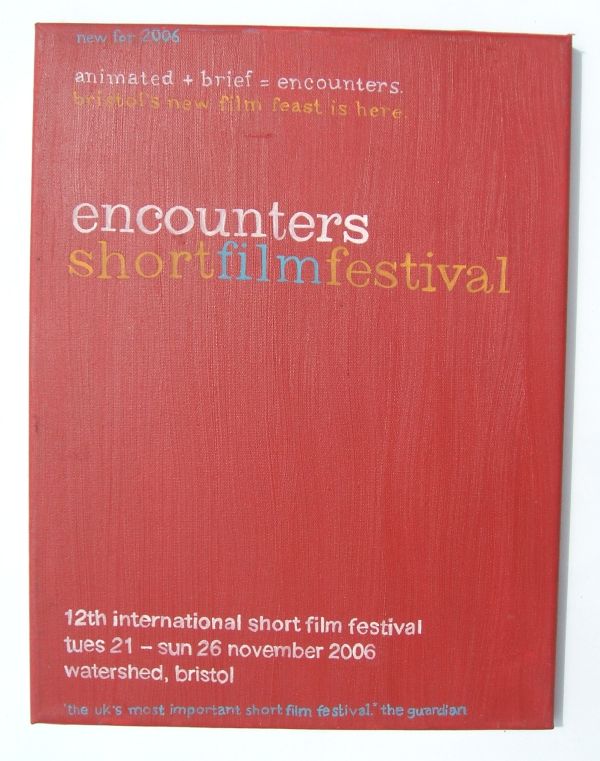 new for 2006
animated + brief = encounters.
bristol's new film feast is here.
encounters
shortfilmfestival
12th international short film festival
tues 21 – sun 26 november 2006
watershed, bristol
'the uk's most important short film festival.' the guardian